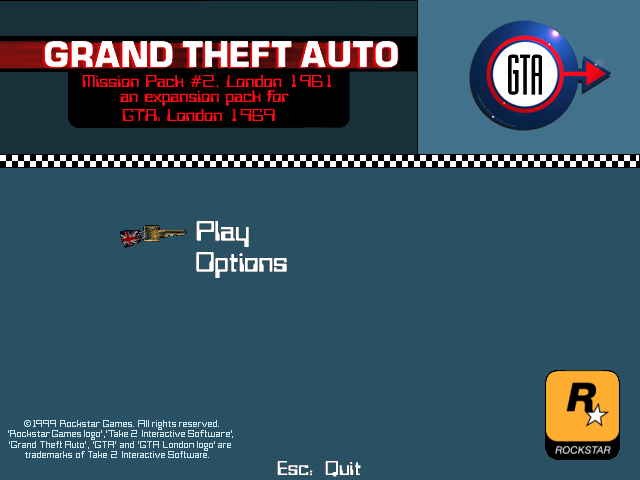 GRAND THEFT AUTO
Mission Pack #2, London 1961
an expansion pack for
GTA: London 1969
GTA
Play
Options
R
ROCKSTAR
©1999 Rockstar Games. All rights reserved.
'Rockstar Games logo','Take 2 Interactive Software',
'Grand Theft Auto', 'GTA' and 'GTA London logo' are
trademarks of Take 2 Interactive Software.
Esc: Quit